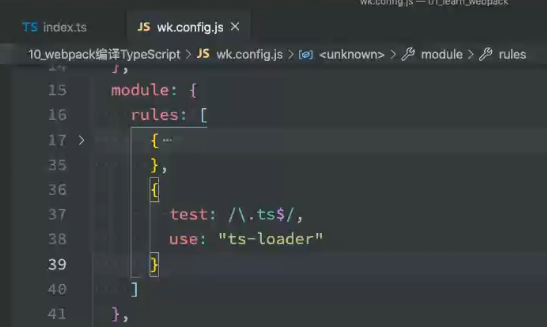 wk.config.js — 01_learn_webpack
TS index.ts JS wk.config.js ×
10_webpack编译TypeScript > JS wk.config.js > <unknown> > module > rules
14 },
15 module: {
16 rules: [
17 > { ⋯
35 },
36 {
37 test: /\.ts$/,
38 use: "ts-loader"
39 }
40 ]
41 },